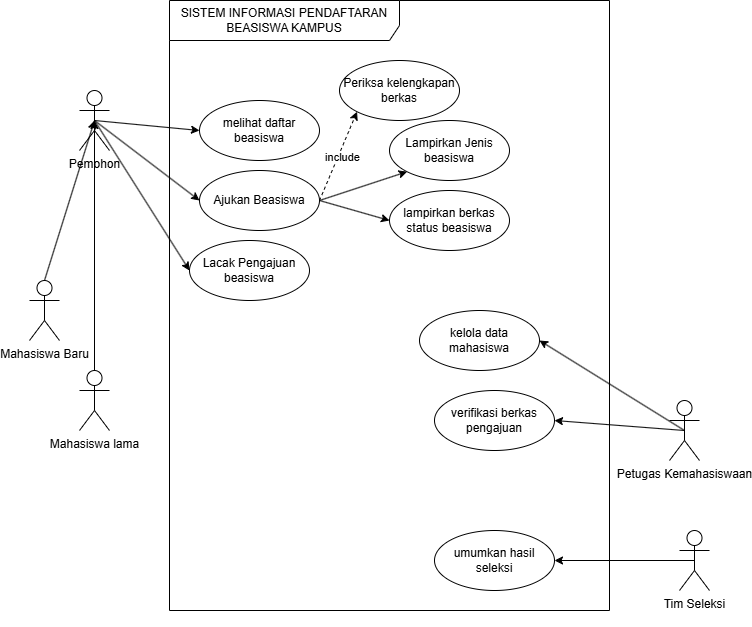 SISTEM INFORMASI PENDAFTARAN
BEASISWA KAMPUS
Periksa kelengkapan
berkas
melihat daftar
beasiswa
Pemohon
include
Lampirkan Jenis
beasiswa
Ajukan Beasiswa
lampirkan berkas
status beasiswa
Lacak Pengajuan
beasiswa
Mahasiswa Baru
kelola data
mahasiswa
Mahasiswa lama
verifikasi berkas
pengajuan
Petugas Kemahasiswaan
umumkan hasil
seleksi
Tim Seleksi